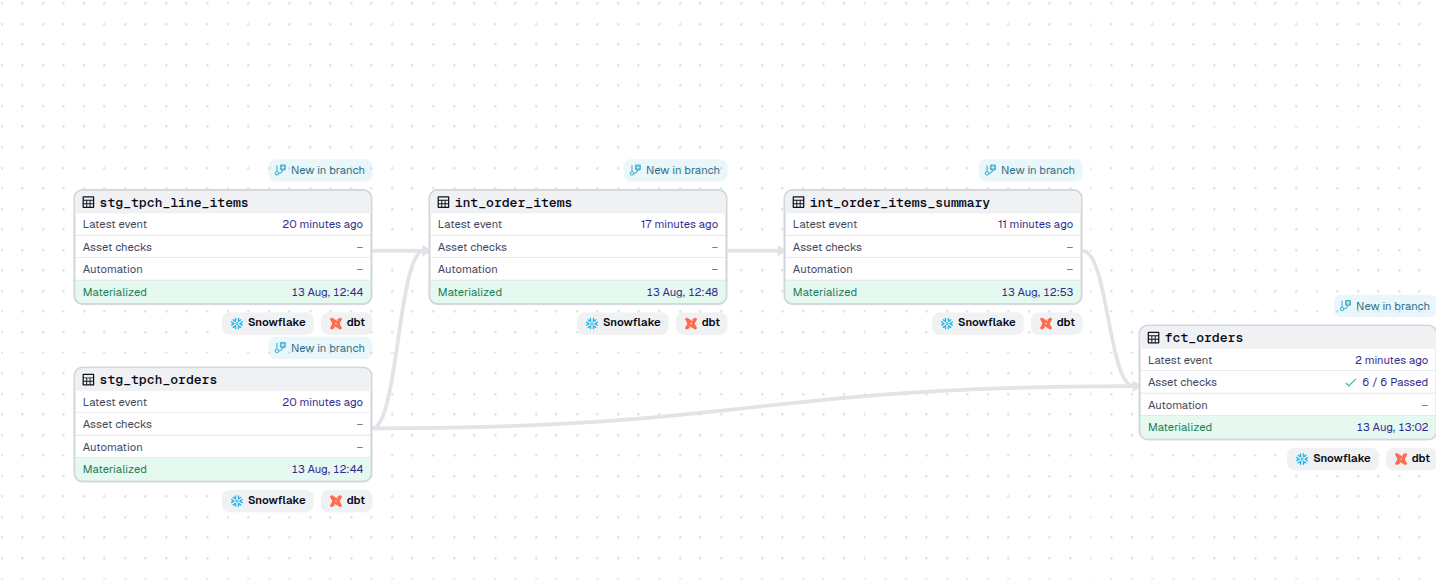 New in branch
stg_tpch_line_items
Latest event 20 minutes ago
Asset checks –
Automation –
Materialized 13 Aug, 12:44
Snowflake dbt
New in branch
stg_tpch_orders
Latest event 20 minutes ago
Asset checks –
Automation –
Materialized 13 Aug, 12:44
Snowflake dbt
New in branch
int_order_items
Latest event 17 minutes ago
Asset checks –
Automation –
Materialized 13 Aug, 12:48
Snowflake dbt
New in branch
int_order_items_summary
Latest event 11 minutes ago
Asset checks –
Automation –
Materialized 13 Aug, 12:53
Snowflake dbt
New in branch
fct_orders
Latest event 2 minutes ago
Asset checks 6 / 6 Passed
Automation –
Materialized 13 Aug, 13:02
Snowflake dbt